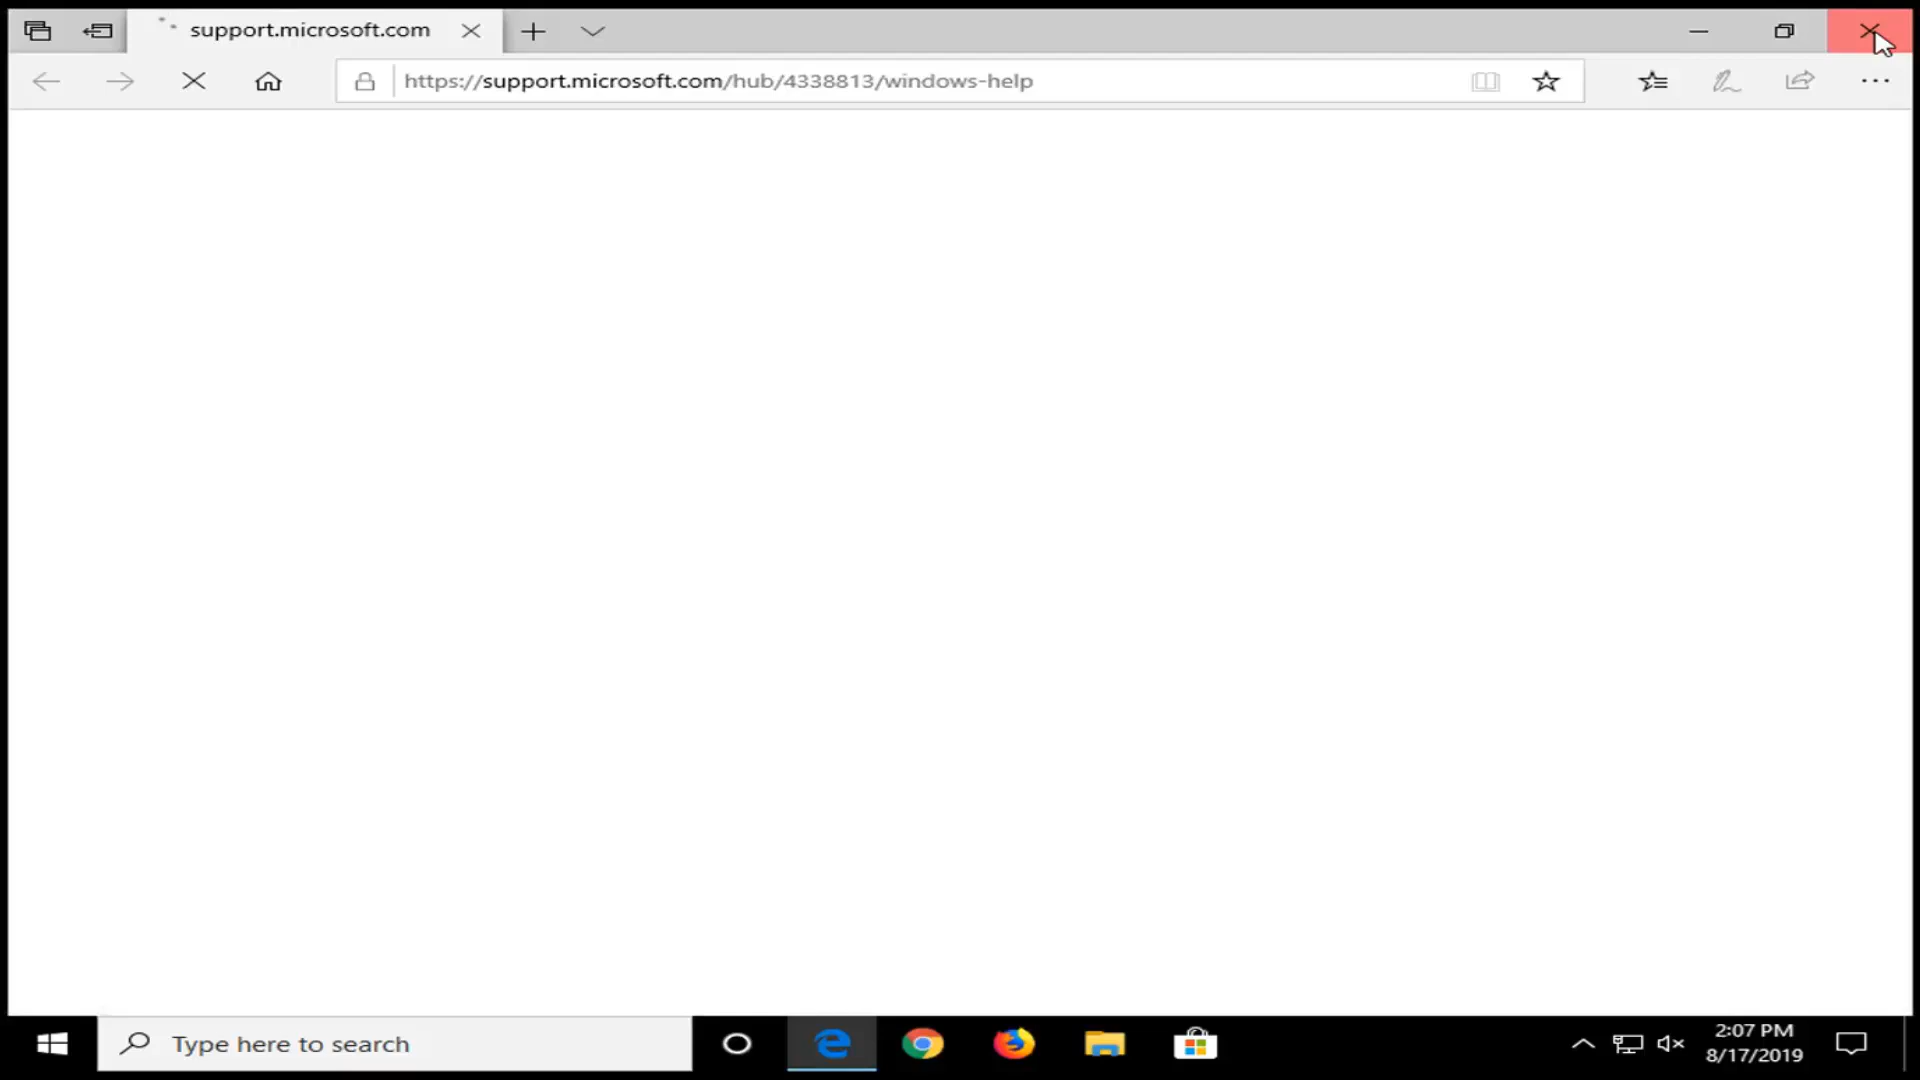 support.microsoft.com
https://support.microsoft.com/hub/4338813/windows-help
Type here to search
2:07 PM
8/17/2019